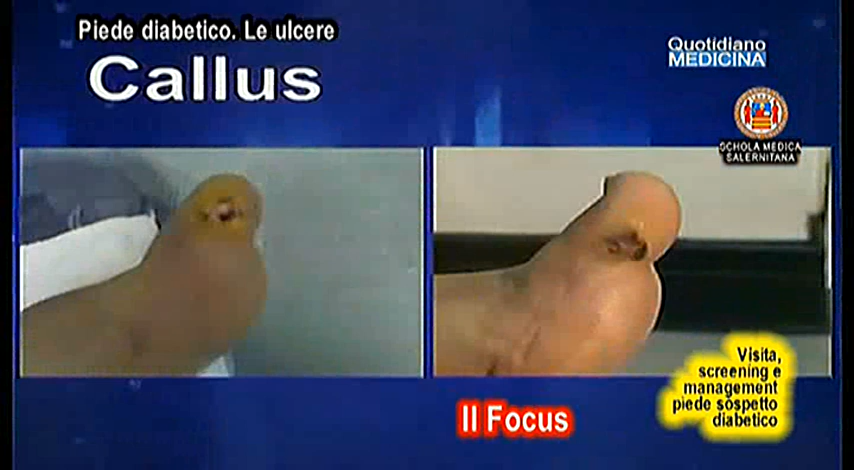 Piede diabetico. Le ulcere
Callus
Quotidiano
MEDICINA
SCHOLA MEDICA
SALERNITANA
Il Focus
Visita,
screening e
management
piede sospetto
diabetico